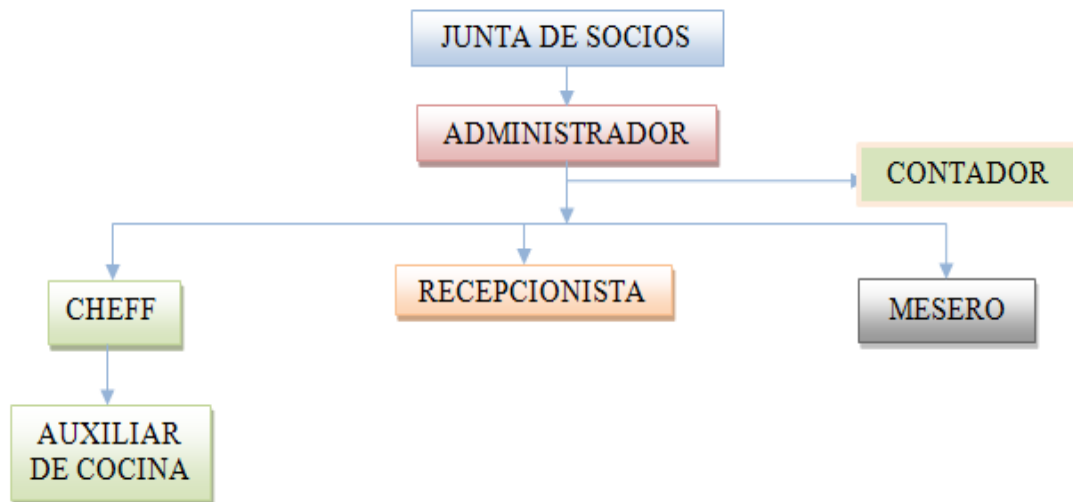 JUNTA DE SOCIOS
ADMINISTRADOR
CONTADOR
CHEFF
RECEPCIONISTA
MESERO
AUXILIAR
DE COCINA